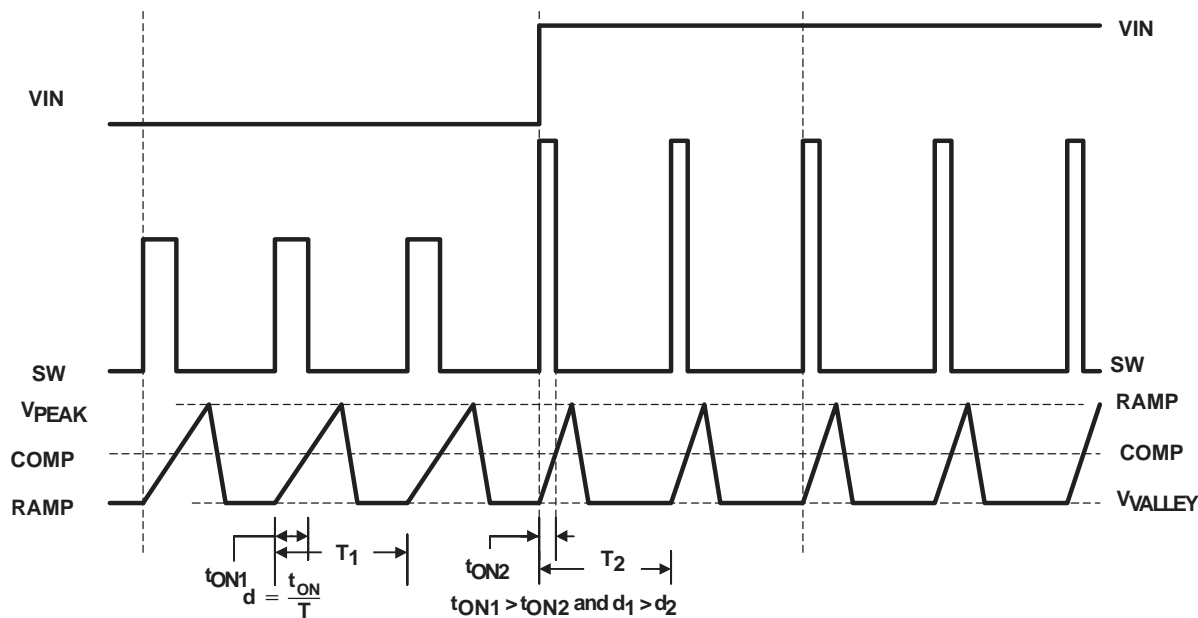 VIN
VIN
SW
SW
VPEAK
RAMP
COMP
COMP
RAMP
VVALLEY
tON1
T1
tON2
T2
d = tON/T
tON1 > tON2 and d1 > d2